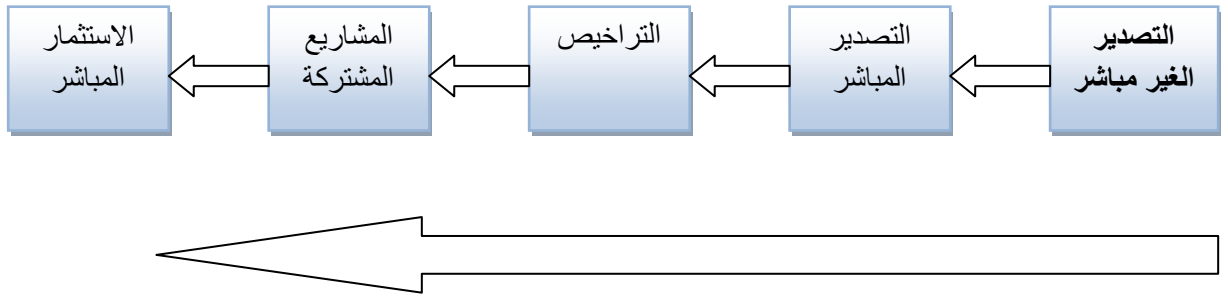 التصدير
الغير مباشر
التصدير
المباشر
التراخيص
المشاريع
المشتركة
الاستثمار
المباشر